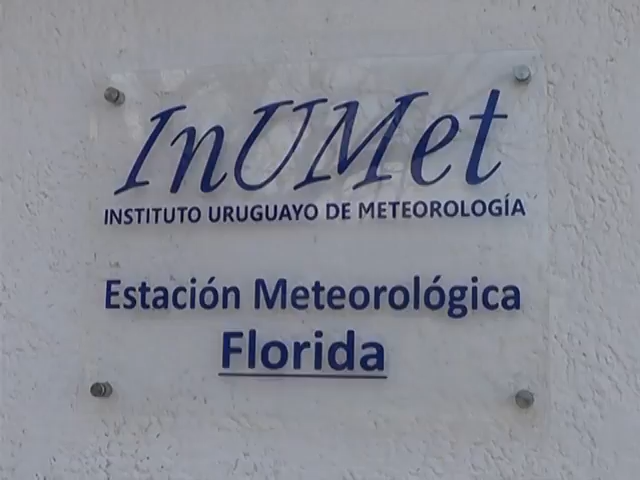 InUMet
INSTITUTO URUGUAYO DE METEOROLOGÍA
Estación Meteorológica
Florida